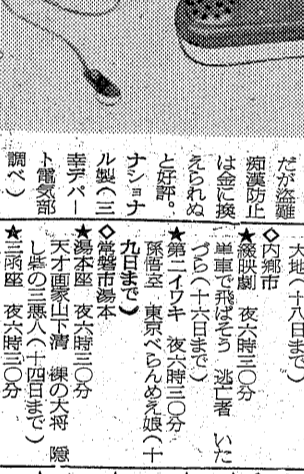 だが盗難
痴漢防止
は金に換
えられぬ
と好評。
ナショナ
ル製(三
幸デパー
ト電気部
調べ)
大地(十八日まで)
◇内郷市
★綴映劇　夜六時三〇分
単車で飛ばそう　逃亡者　いた
づら(十六日まで)
★第二イワキ　夜六時三〇分
孫悟空　東京べらんめえ娘(十
九日まで)
◇常磐市湯本
★湯本座　夜六時三〇分
天才画家山下清　裸の大将　隠
し砦の三悪人(十四日まで)
★三函座　夜六時三〇分